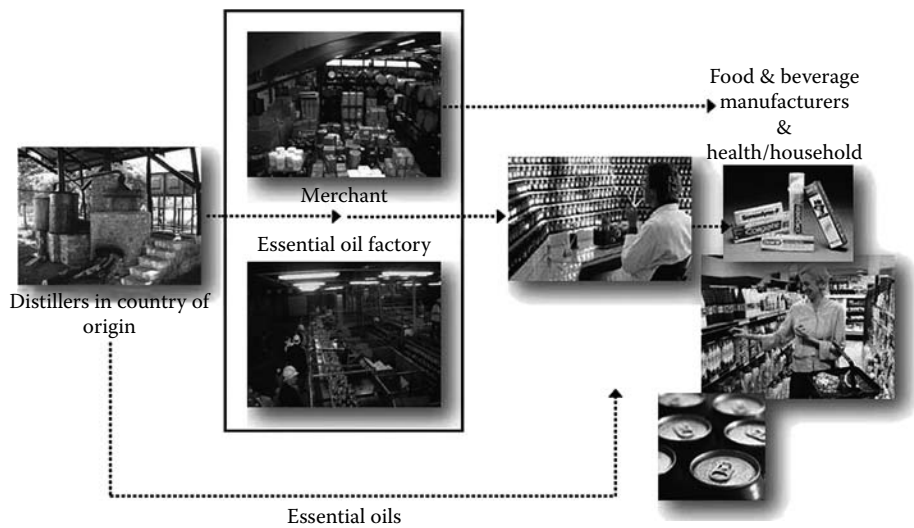 Food & beverage
manufacturers
&
health/household
Merchant
Essential oil factory
Distillers in country of
origin
Essential oils